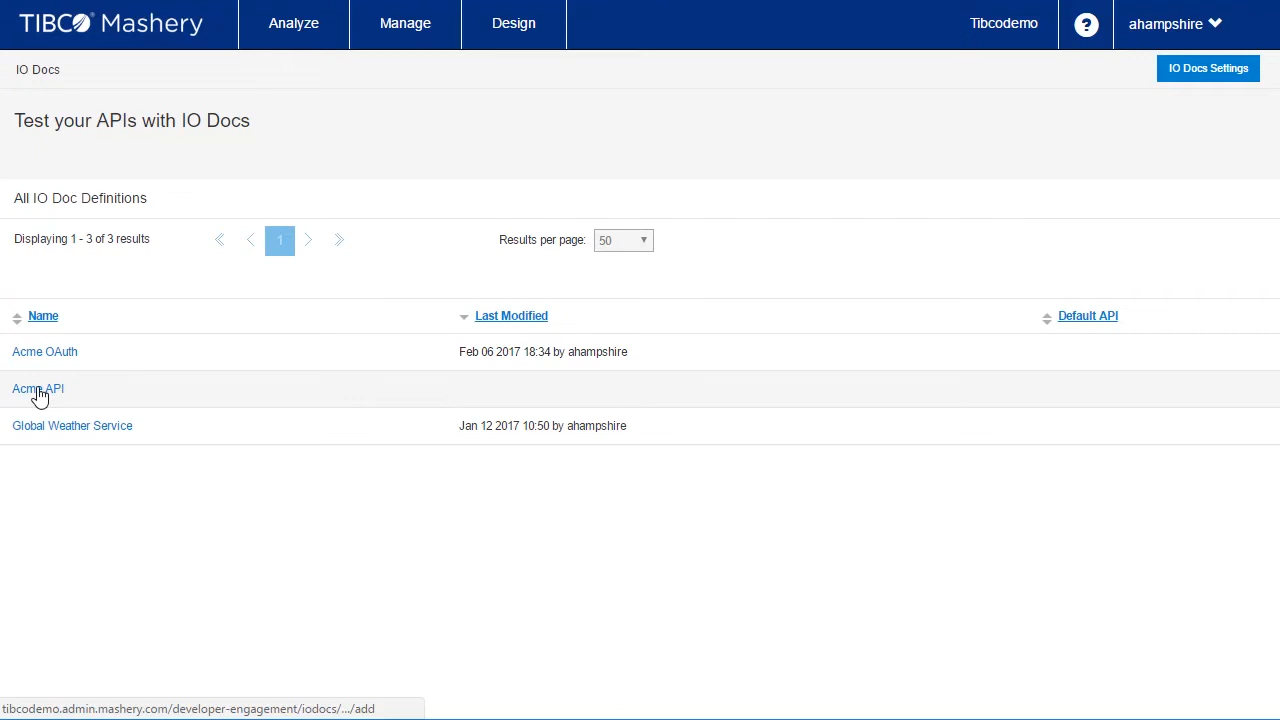 TIBCO® Mashery
Analyze
Manage
Design
Tibcodemo
?
ahampshire
IO Docs
IO Docs Settings
Test your APIs with IO Docs
All IO Doc Definitions
Displaying 1 - 3 of 3 results
1
Results per page: 50
Name
Last Modified
Default API
Acme OAuth
Feb 06 2017 18:34 by ahampshire
Acme API
Global Weather Service
Jan 12 2017 10:50 by ahampshire
tibcodemo.admin.mashery.com/developer-engagement/iodocs/.../add